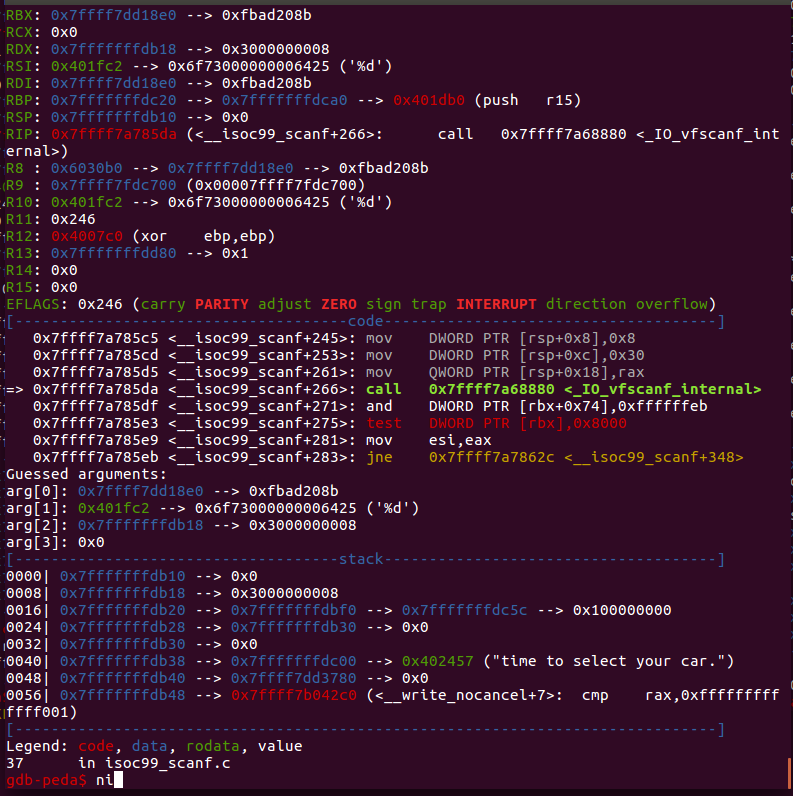 RBX: 0x7ffff7dd18e0 --> 0xfbad208b
RCX: 0x0
RDX: 0x7fffffffdb18 --> 0x3000000008
RSI: 0x401fc2 --> 0x6f73000000006425 ('%d')
RDI: 0x7ffff7dd18e0 --> 0xfbad208b
RBP: 0x7fffffffdc20 --> 0x7fffffffdca0 --> 0x401db0 (push   r15)
RSP: 0x7fffffffdb10 --> 0x0
RIP: 0x7ffff7a785da (<__isoc99_scanf+266>:      call   0x7ffff7a68880 <_IO_vfscanf_int
ernal>)
R8 : 0x6030b0 --> 0x7ffff7dd18e0 --> 0xfbad208b
R9 : 0x7ffff7fdc700 (0x00007ffff7fdc700)
R10: 0x401fc2 --> 0x6f73000000006425 ('%d')
R11: 0x246
R12: 0x4007c0 (xor    ebp,ebp)
R13: 0x7fffffffdd80 --> 0x1
R14: 0x0
R15: 0x0
EFLAGS: 0x246 (carry PARITY adjust ZERO sign trap INTERRUPT direction overflow)
[-------------------------------------code-------------------------------------]
   0x7ffff7a785c5 <__isoc99_scanf+245>: mov    DWORD PTR [rsp+0x8],0x8
   0x7ffff7a785cd <__isoc99_scanf+253>: mov    DWORD PTR [rsp+0xc],0x30
   0x7ffff7a785d5 <__isoc99_scanf+261>: mov    QWORD PTR [rsp+0x18],rax
=> 0x7ffff7a785da <__isoc99_scanf+266>: call   0x7ffff7a68880 <_IO_vfscanf_internal>
   0x7ffff7a785df <__isoc99_scanf+271>: and    DWORD PTR [rbx+0x74],0xffffffeb
   0x7ffff7a785e3 <__isoc99_scanf+275>: test   DWORD PTR [rbx],0x8000
   0x7ffff7a785e9 <__isoc99_scanf+281>: mov    esi,eax
   0x7ffff7a785eb <__isoc99_scanf+283>: jne    0x7ffff7a7862c <__isoc99_scanf+348>
Guessed arguments:
arg[0]: 0x7ffff7dd18e0 --> 0xfbad208b
arg[1]: 0x401fc2 --> 0x6f73000000006425 ('%d')
arg[2]: 0x7fffffffdb18 --> 0x3000000008
arg[3]: 0x0
[------------------------------------stack-------------------------------------]
0000| 0x7fffffffdb10 --> 0x0
0008| 0x7fffffffdb18 --> 0x3000000008
0016| 0x7fffffffdb20 --> 0x7fffffffdbf0 --> 0x7fffffffdc5c --> 0x100000000
0024| 0x7fffffffdb28 --> 0x7fffffffdb30 --> 0x0
0032| 0x7fffffffdb30 --> 0x0
0040| 0x7fffffffdb38 --> 0x7fffffffdc00 --> 0x402457 ("time to select your car.")
0048| 0x7fffffffdb40 --> 0x7ffff7dd3780 --> 0x0
0056| 0x7fffffffdb48 --> 0x7ffff7b042c0 (<__write_nocancel+7>:  cmp    rax,0xfffffffff
ffff001)
[------------------------------------------------------------------------------]
Legend: code, data, rodata, value
37      in isoc99_scanf.c
gdb-peda$ ni